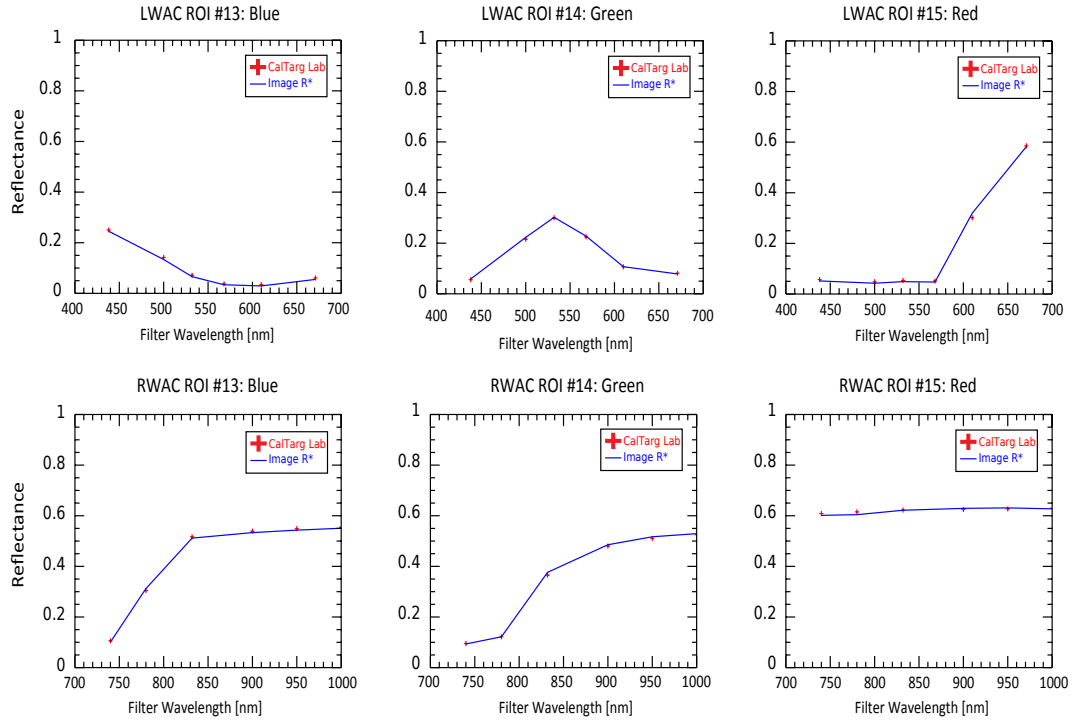 LWAC ROI #13: Blue
LWAC ROI #14: Green
LWAC ROI #15: Red
1
0.8
0.6
0.4
0.2
0
Reflectance
CalTarg Lab
Image R*
400 450 500 550 600 650 700
Filter Wavelength [nm]
1
0.8
0.6
0.4
0.2
0
CalTarg Lab
Image R*
400 450 500 550 600 650 700
Filter Wavelength [nm]
1
0.8
0.6
0.4
0.2
0
CalTarg Lab
Image R*
400 450 500 550 600 650 700
Filter Wavelength [nm]
RWAC ROI #13: Blue
RWAC ROI #14: Green
RWAC ROI #15: Red
1
0.8
0.6
0.4
0.2
0
Reflectance
CalTarg Lab
Image R*
700 750 800 850 900 950 1000
Filter Wavelength [nm]
1
0.8
0.6
0.4
0.2
0
CalTarg Lab
Image R*
700 750 800 850 900 950 1000
Filter Wavelength [nm]
1
0.8
0.6
0.4
0.2
0
CalTarg Lab
Image R*
700 750 800 850 900 950 1000
Filter Wavelength [nm]